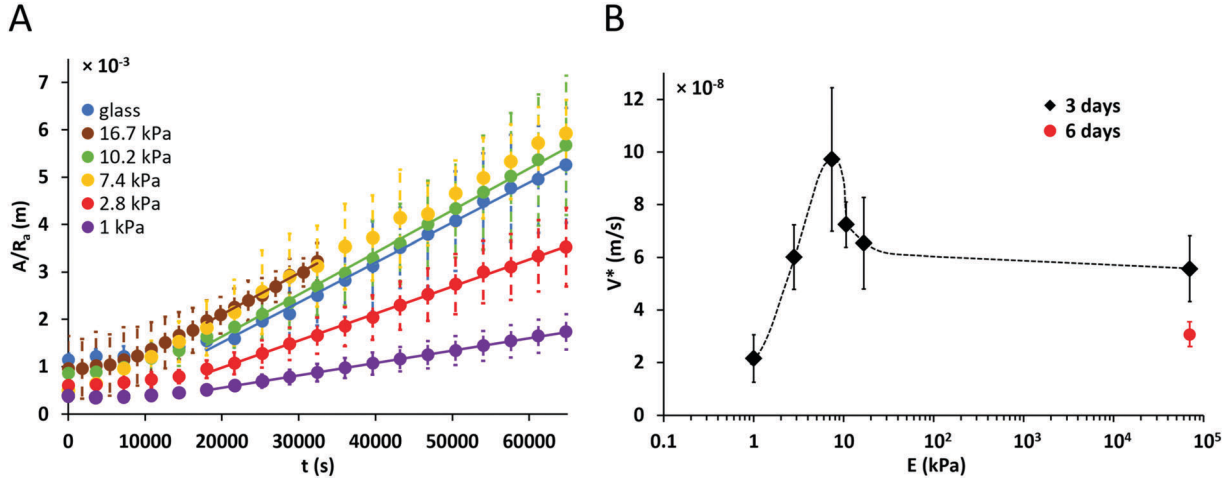 A
× 10⁻³
7
6
5
4
3
2
1
0
A/Rₐ (m)
glass
16.7 kPa
10.2 kPa
7.4 kPa
2.8 kPa
1 kPa
0 10000 20000 30000 40000 50000 60000
t (s)
B
× 10⁻⁸
12
10
8
6
4
2
0
V* (m/s)
3 days
6 days
0.1 1 10 10² 10³ 10⁴ 10⁵
E (kPa)